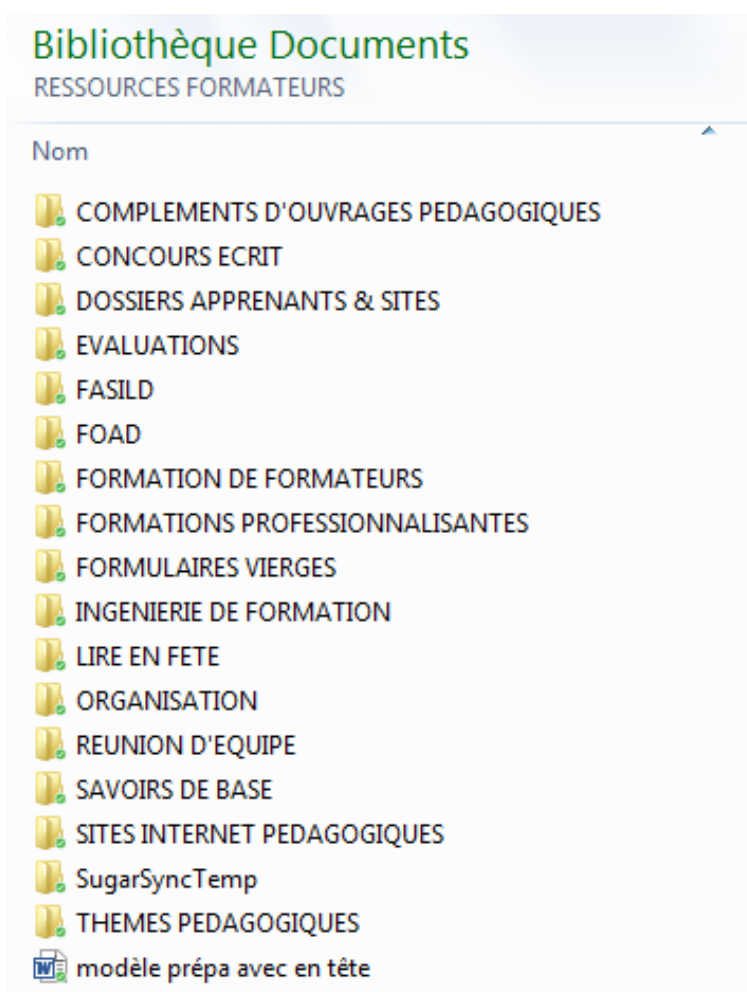 Bibliothèque Documents
RESSOURCES FORMATEURS
Nom
COMPLEMENTS D'OUVRAGES PEDAGOGIQUES
CONCOURS ECRIT
DOSSIERS APPRENANTS & SITES
EVALUATIONS
FASILD
FOAD
FORMATION DE FORMATEURS
FORMATIONS PROFESSIONNALISANTES
FORMULAIRES VIERGES
INGENIERIE DE FORMATION
LIRE EN FETE
ORGANISATION
REUNION D'EQUIPE
SAVOIRS DE BASE
SITES INTERNET PEDAGOGIQUES
SugarSyncTemp
THEMES PEDAGOGIQUES
modèle prépa avec en tête